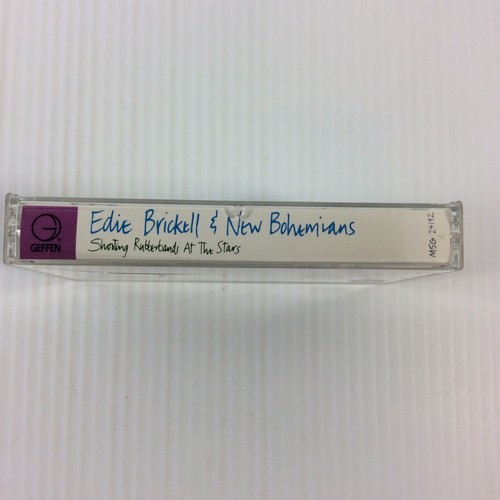 Edie Brickell & New Bohemians
Shooting Rubberbands At The Stars
GEFFEN
M5G 24192